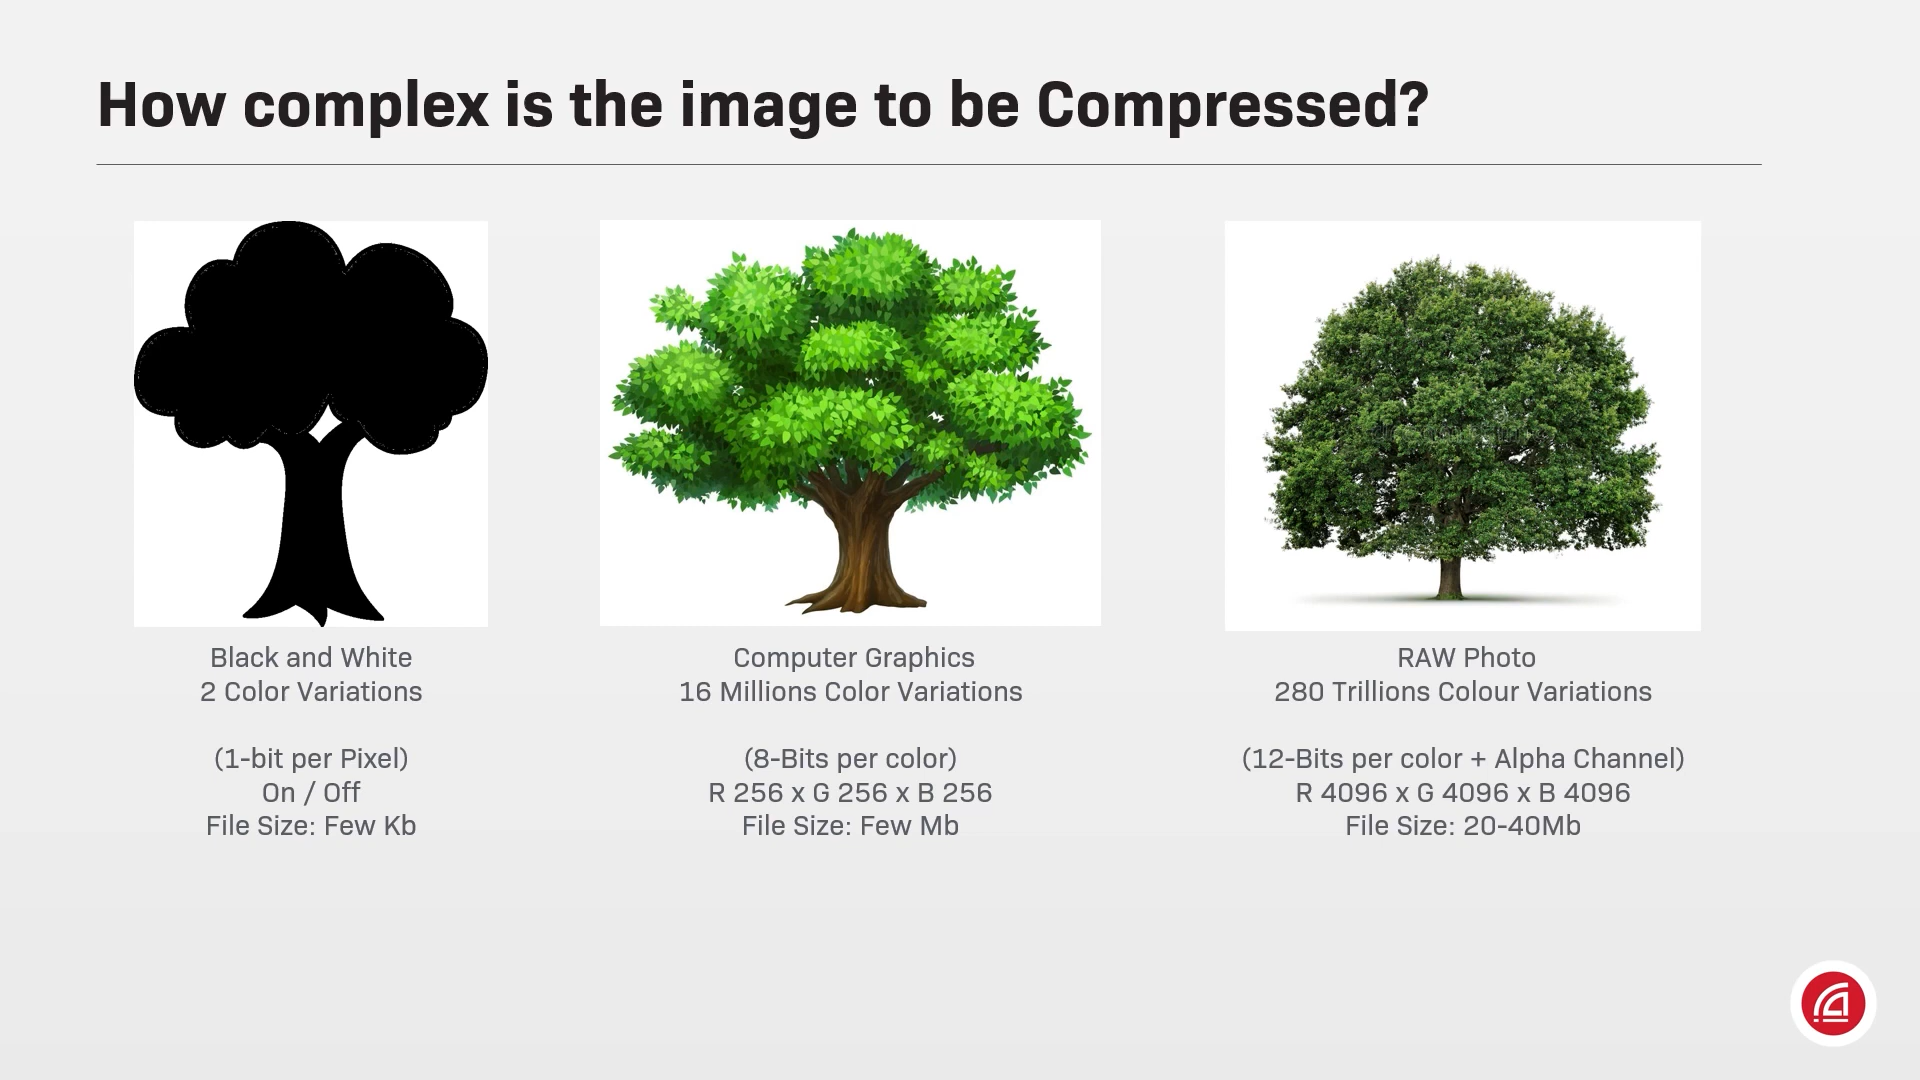 How complex is the image to be Compressed?
Black and White
2 Color Variations
(1-bit per Pixel)
On / Off
File Size: Few Kb
Computer Graphics
16 Millions Color Variations
(8-Bits per color)
R 256 x G 256 x B 256
File Size: Few Mb
RAW Photo
280 Trillions Colour Variations
(12-Bits per color + Alpha Channel)
R 4096 x G 4096 x B 4096
File Size: 20-40Mb